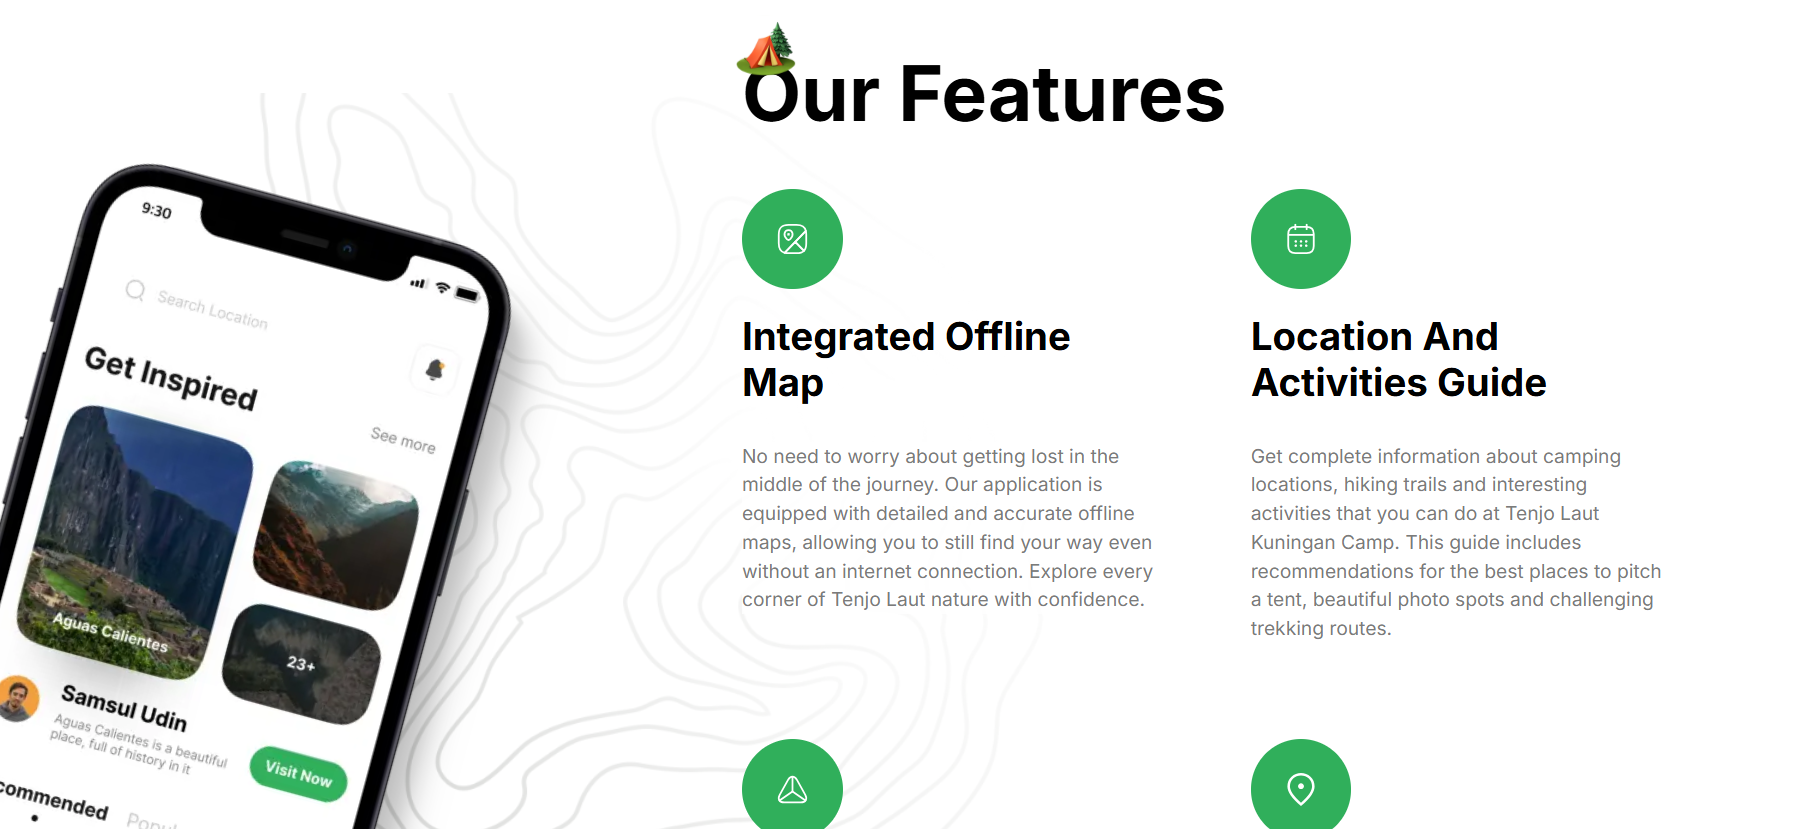 Our Features
9:30
Search Location
Get Inspired
See more
Aguas Calientes
23+
Samsul Udin
Aguas Calientes is a beautiful
place, full of history in it
Visit Now
commended
Integrated Offline
Map
No need to worry about getting lost in the
middle of the journey. Our application is
equipped with detailed and accurate offline
maps, allowing you to still find your way even
without an internet connection. Explore every
corner of Tenjo Laut nature with confidence.
Location And
Activities Guide
Get complete information about camping
locations, hiking trails and interesting
activities that you can do at Tenjo Laut
Kuningan Camp. This guide includes
recommendations for the best places to pitch
a tent, beautiful photo spots and challenging
trekking routes.